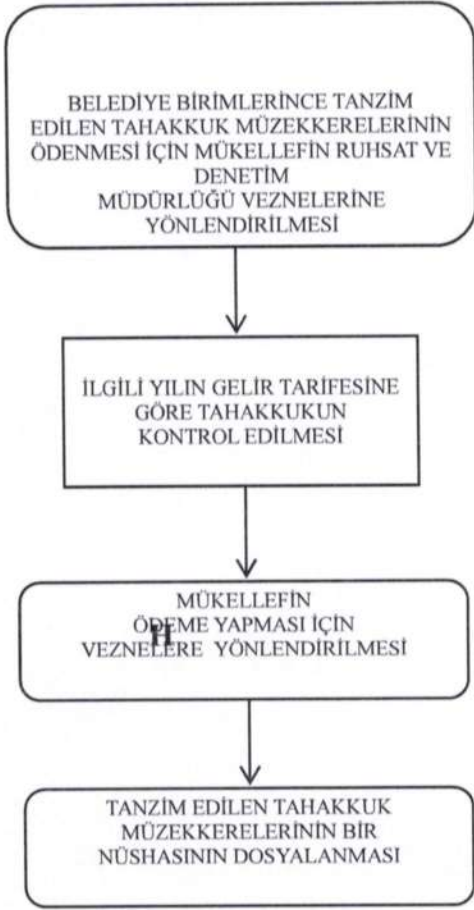 BELEDİYE BİRİMLERİNCE TANZİM
EDİLEN TAHAKKUK MÜZEKKERELERİNİN
ÖDENMESİ İÇİN MÜKELLEFİN RUHSAT VE
DENETİM
MÜDÜRLÜĞÜ VEZNELERİNE
YÖNLENDİRİLMESİ
İLGİLİ YILIN GELİR TARİFESİNE
GÖRE TAHAKKUKUN
KONTROL EDİLMESİ
MÜKELLEFİN
ÖDEME YAPMASI İÇİN
H
VEZNELERE YÖNLENDİRİLMESİ
TANZİM EDİLEN TAHAKKUK
MÜZEKKERELERİNİN BİR
NÜSHASININ DOSYALANMASI